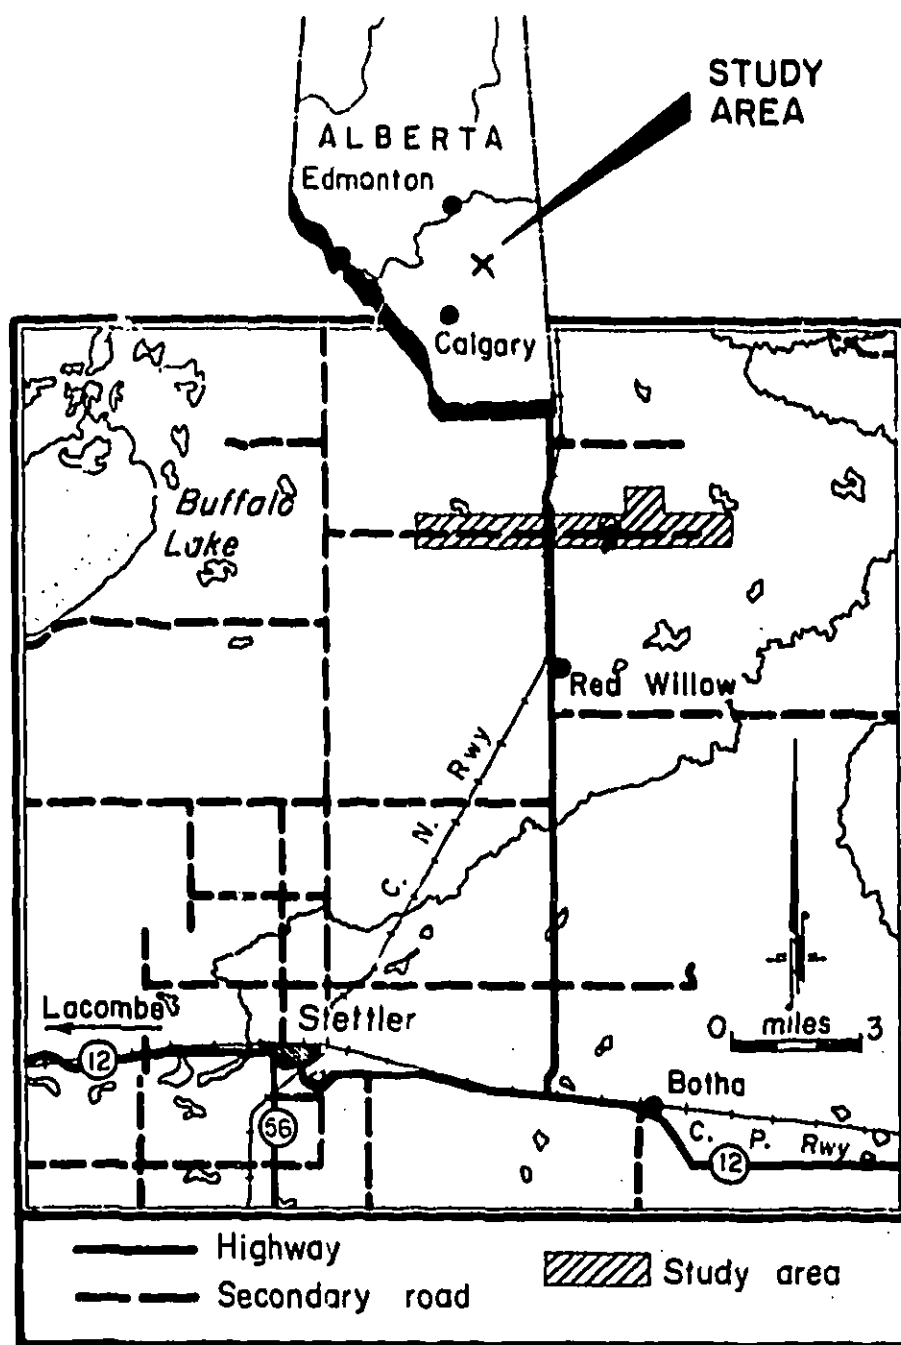 STUDY
AREA
ALBERTA
Edmonton
Calgary
Buffalo
Lake
Red Willow
C. N. Rwy
Lacombe
Stettler
0 miles 3
12
Botha
56
C. P. Rwy
12
Highway
Secondary road
Study area